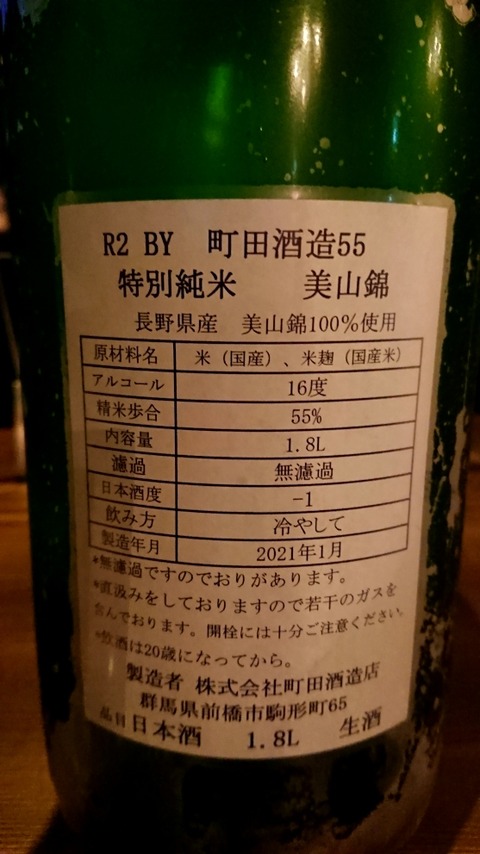 R2 BY 町田酒造55
特別純米 美山錦
長野県産 美山錦100%使用
原材料名 米(国産)、米麹(国産米)
アルコール 16度
精米歩合 55%
内容量 1.8L
濾過 無濾過
日本酒度 -1
飲み方 冷やして
製造年月 2021年1月
*無濾過ですのでおりがあります。
*直汲みをしておりますので若干のガスを
含んでおります。開栓には十分ご注意ください。
*飲酒は20歳になってから。
製造者 株式会社町田酒造店
群馬県前橋市駒形町65
品目 日本酒 1.8L 生酒